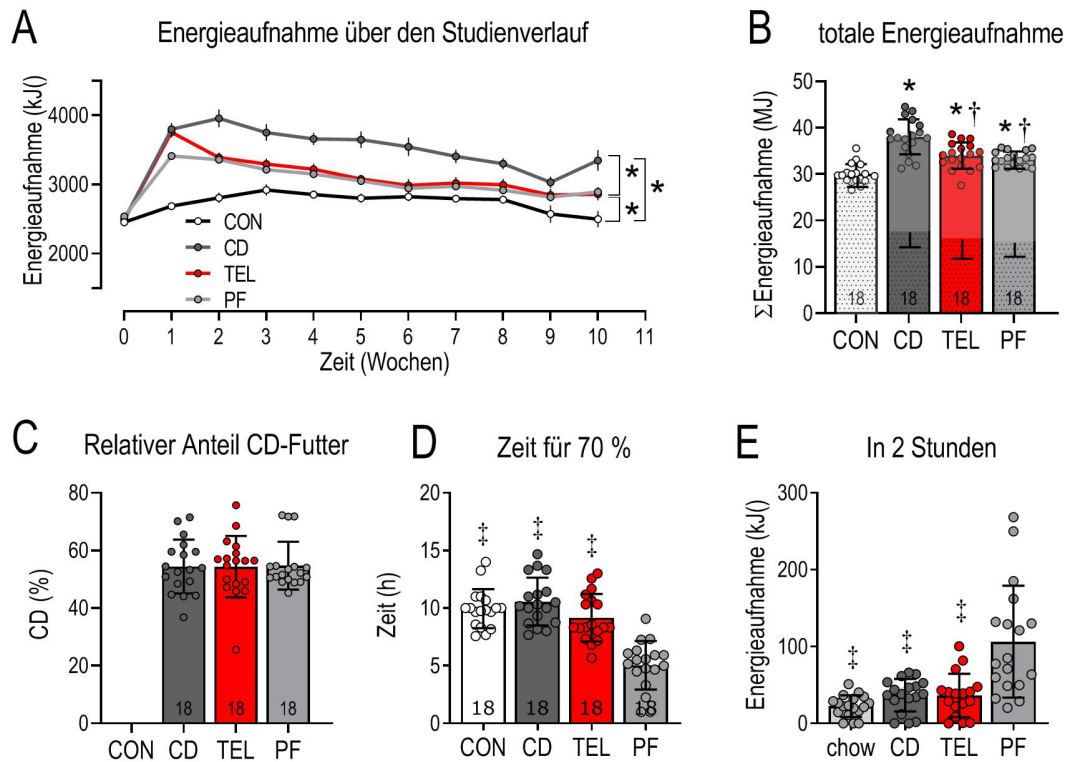 A Energieaufnahme über den Studienverlauf
Energieaufnahme (kJ()
4000
3000
2000
CON
CD
TEL
PF
*
*
*
0 1 2 3 4 5 6 7 8 9 10 11
Zeit (Wochen)
B totale Energieaufnahme
ΣEnergieaufnahme (MJ)
50
40
30
20
10
0
* * † * †
18 18 18 18
CON CD TEL PF
C Relativer Anteil CD-Futter
CD (%)
80
60
40
20
0
18 18 18
CON CD TEL PF
D Zeit für 70 %
Zeit (h)
20
15
10
5
0
‡ ‡ ‡
18 18 18 18
CON CD TEL PF
E In 2 Stunden
Energieaufnahme (kJ()
300
200
100
0
‡ ‡ ‡
chow CD TEL PF